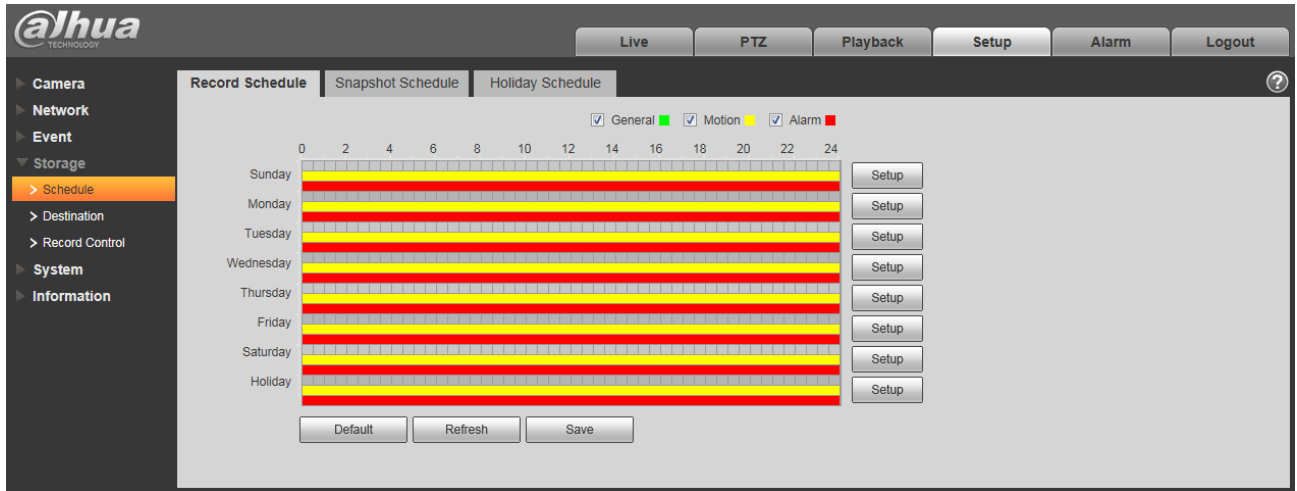 alhua
TECHNOLOGY
Live PTZ Playback Setup Alarm Logout
Camera
Network
Event
Storage
> Schedule
> Destination
> Record Control
System
Information
Record Schedule Snapshot Schedule Holiday Schedule
?
General Motion Alarm
0 2 4 6 8 10 12 14 16 18 20 22 24
Sunday Setup
Monday Setup
Tuesday Setup
Wednesday Setup
Thursday Setup
Friday Setup
Saturday Setup
Holiday Setup
Default Refresh Save